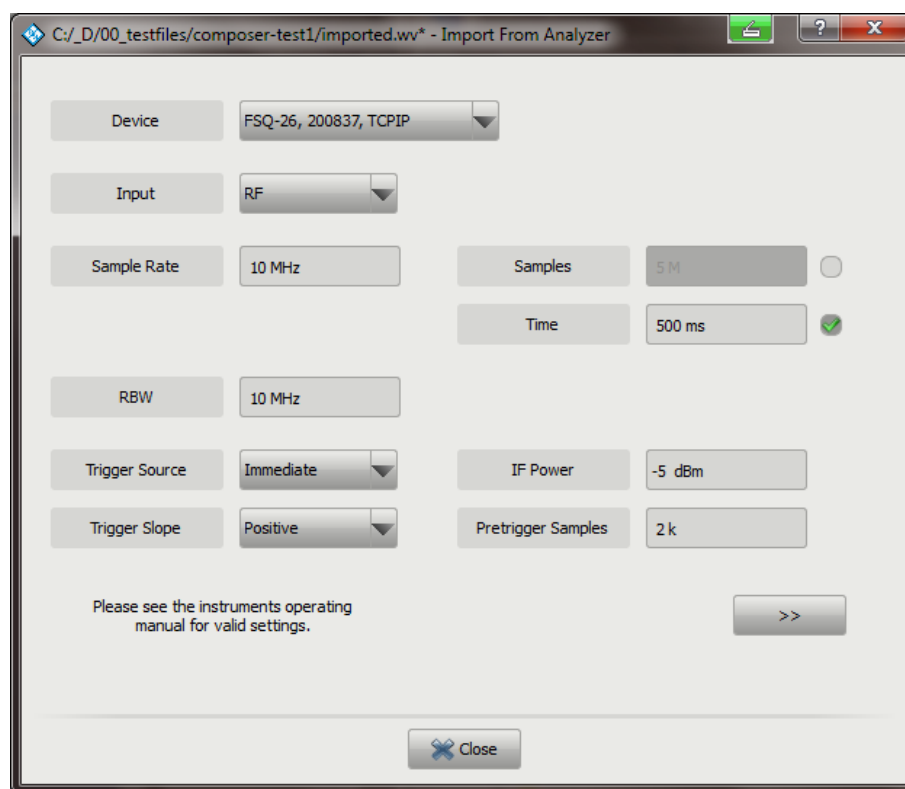 C:/_D/00_testfiles/composer-test1/imported.wv* - Import From Analyzer
Device
FSQ-26, 200837, TCPIP
Input
RF
Sample Rate
10 MHz
Samples
5 M
Time
500 ms
RBW
10 MHz
Trigger Source
Immediate
IF Power
-5 dBm
Trigger Slope
Positive
Pretrigger Samples
2 k
Please see the instruments operating
manual for valid settings.
>>
Close